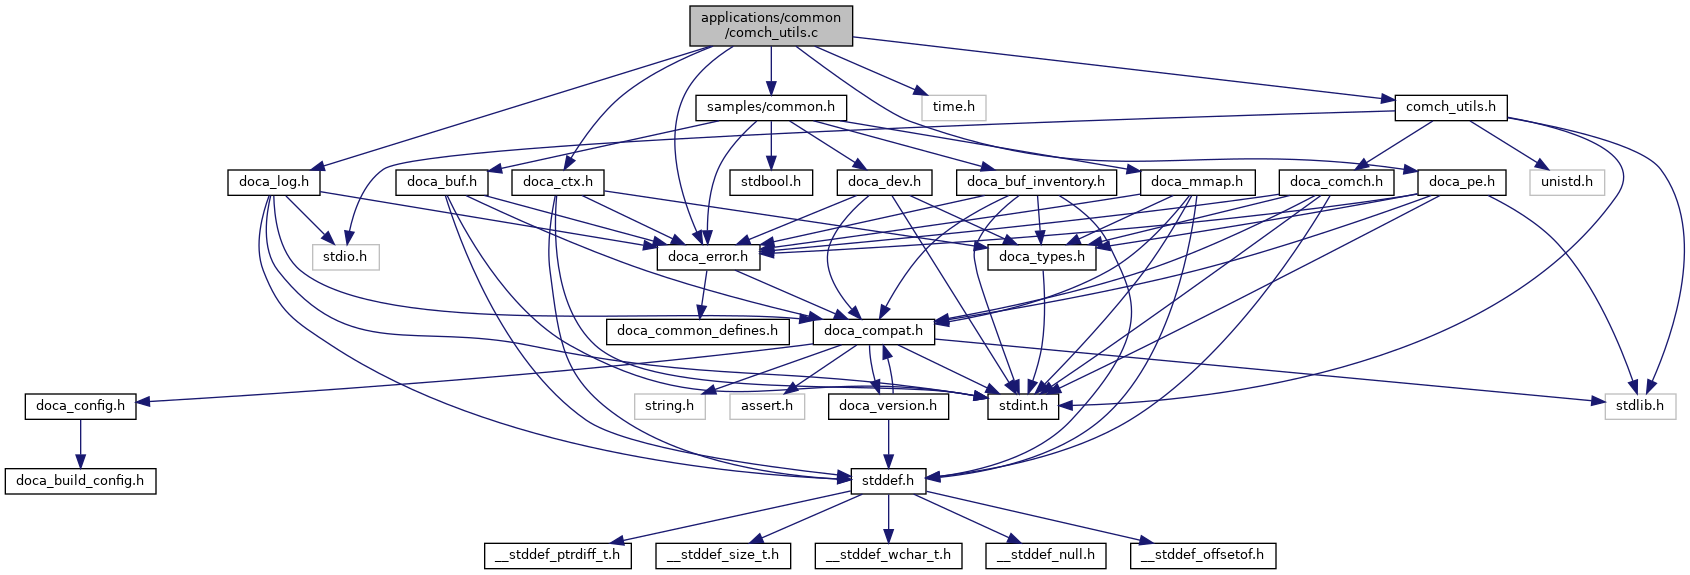 applications/common
/comch_utils.c
samples/common.h
time.h
comch_utils.h
doca_log.h
doca_buf.h
doca_ctx.h
stdbool.h
doca_dev.h
doca_buf_inventory.h
doca_mmap.h
doca_comch.h
doca_pe.h
unistd.h
stdio.h
doca_error.h
doca_types.h
doca_common_defines.h
doca_compat.h
doca_config.h
string.h
assert.h
doca_version.h
stdint.h
stdlib.h
doca_build_config.h
stddef.h
__stddef_ptrdiff_t.h
__stddef_size_t.h
__stddef_wchar_t.h
__stddef_null.h
__stddef_offsetof.h